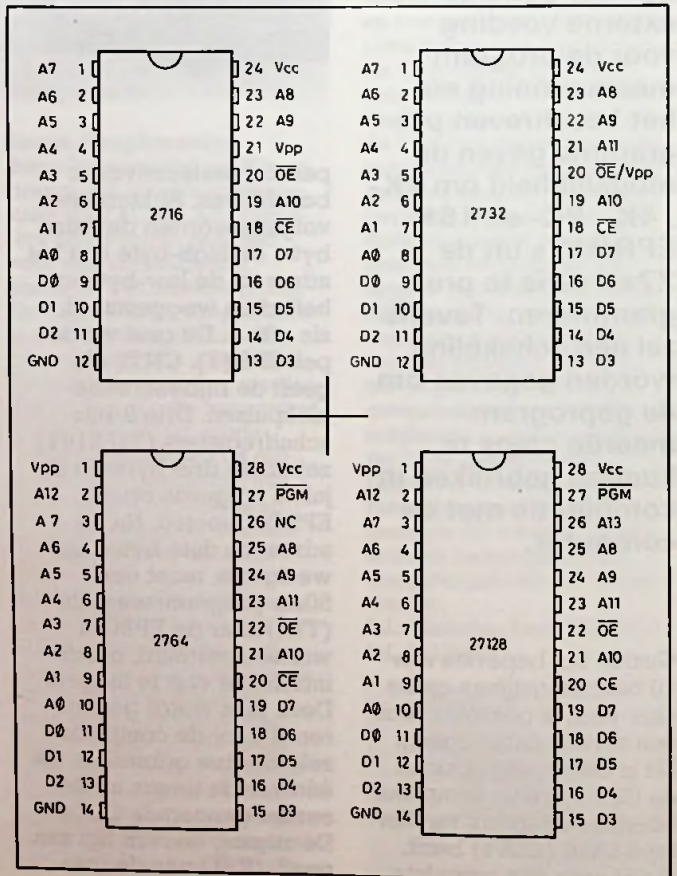 A7 1 24 Vcc
A6 2 23 A8
A5 3 22 A9
A4 4 21 Vpp
A3 5 20 O̅E̅
A2 6 19 A10
2716
A1 7 18 C̅E̅
A0 8 17 D7
D0 9 16 D6
D1 10 15 D5
D2 11 14 D4
GND 12 13 D3
A7 1 24 Vcc
A6 2 23 A8
A5 3 22 A9
A4 4 21 A11
A3 5 20 O̅E̅/Vpp
A2 6 19 A10
2732
A1 7 18 C̅E̅
A0 8 17 D7
D0 9 16 D6
D1 10 15 D5
D2 11 14 D4
GND 12 13 D3
Vpp 1 28 Vcc
A12 2 27 P̅G̅M̅
A7 3 26 NC
A6 4 25 A8
A5 5 24 A9
A4 6 23 A11
A3 7 22 O̅E̅
2764
A2 8 21 A10
A1 9 20 C̅E̅
A0 10 19 D7
D0 11 18 D6
D1 12 17 D5
D2 13 16 D4
GND 14 15 D3
Vpp 1 28 Vcc
A12 2 27 P̅G̅M̅
A7 3 26 A13
A6 4 25 A8
A5 5 24 A9
A4 6 23 A11
A3 7 22 O̅E̅
27128
A2 8 21 A10
A1 9 20 CE
A0 10 19 D7
D0 11 18 D6
D1 12 17 D5
D2 13 16 D4
GND 14 15 D3